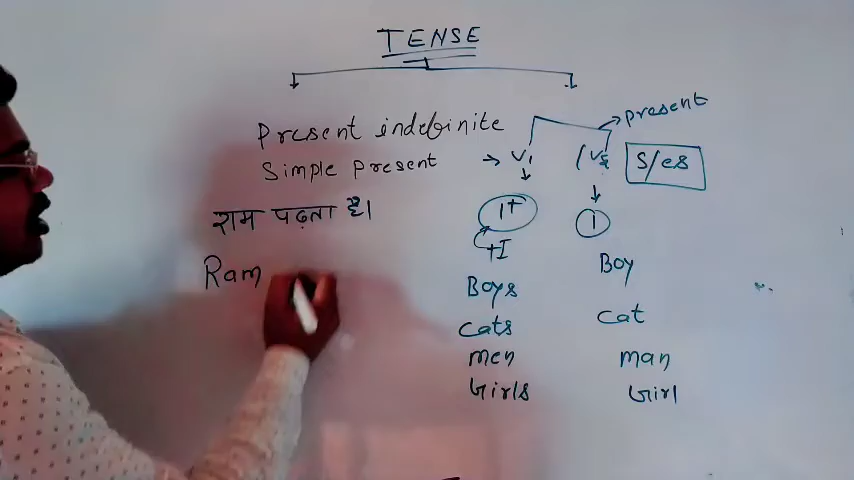 TENSE
Present indefinite
Simple Present
राम पढ़ता है।
Ram
present
V1
V5
S/es
1+
+I
Boys
cats
men
Girls
1
Boy
cat
man
Girl